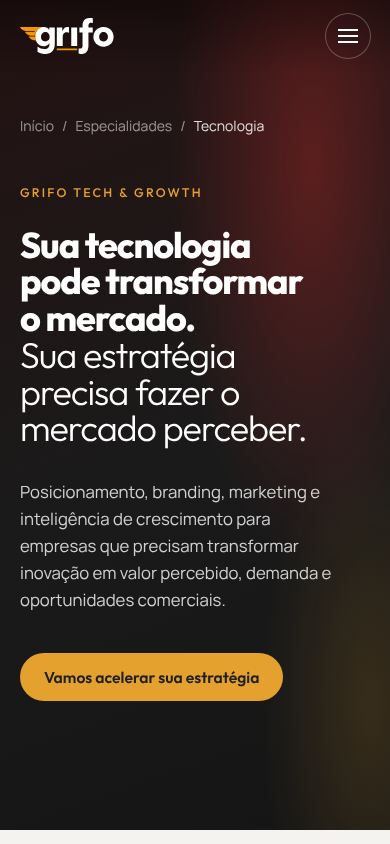 grifo
Início / Especialidades / Tecnologia
GRIFO TECH & GROWTH
Sua tecnologia
pode transformar
o mercado.
Sua estratégia
precisa fazer o
mercado perceber.
Posicionamento, branding, marketing e
inteligência de crescimento para
empresas que precisam transformar
inovação em valor percebido, demanda e
oportunidades comerciais.
Vamos acelerar sua estratégia